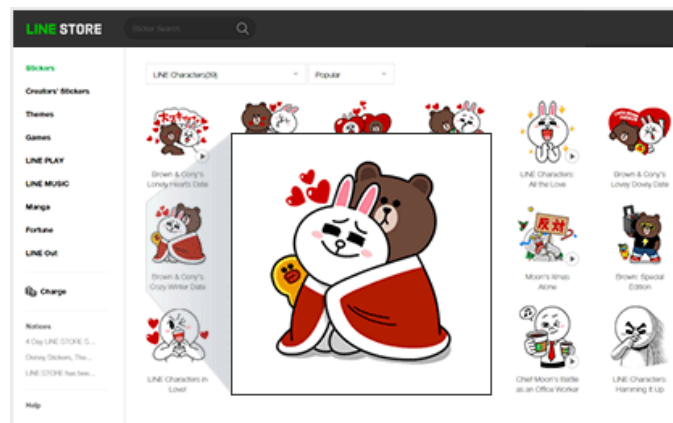 LINE STORE
Sticker Search
Stickers
Creators' Stickers
Themes
Games
LINE PLAY
LINE MUSIC
Manga
Fortune
LINE Out
Charge
Notices
4 Day LINE STORE S...
Disney Stickers, The...
LINE STORE has bee...
Help
LINE Characters(39)
Popular
Brown & Cony's
Lonely Hearts Date
LINE Characters:
All the Love
Brown & Cony's
Lovey Dovey Date
Brown & Cony's
Cozy Winter Date
反対
Moon's Xmas
Alone
Brown: Special
Edition
LINE Characters in
Love!
Chief Moon's Battle
as an Office Worker
LINE Characters:
Hamming It Up